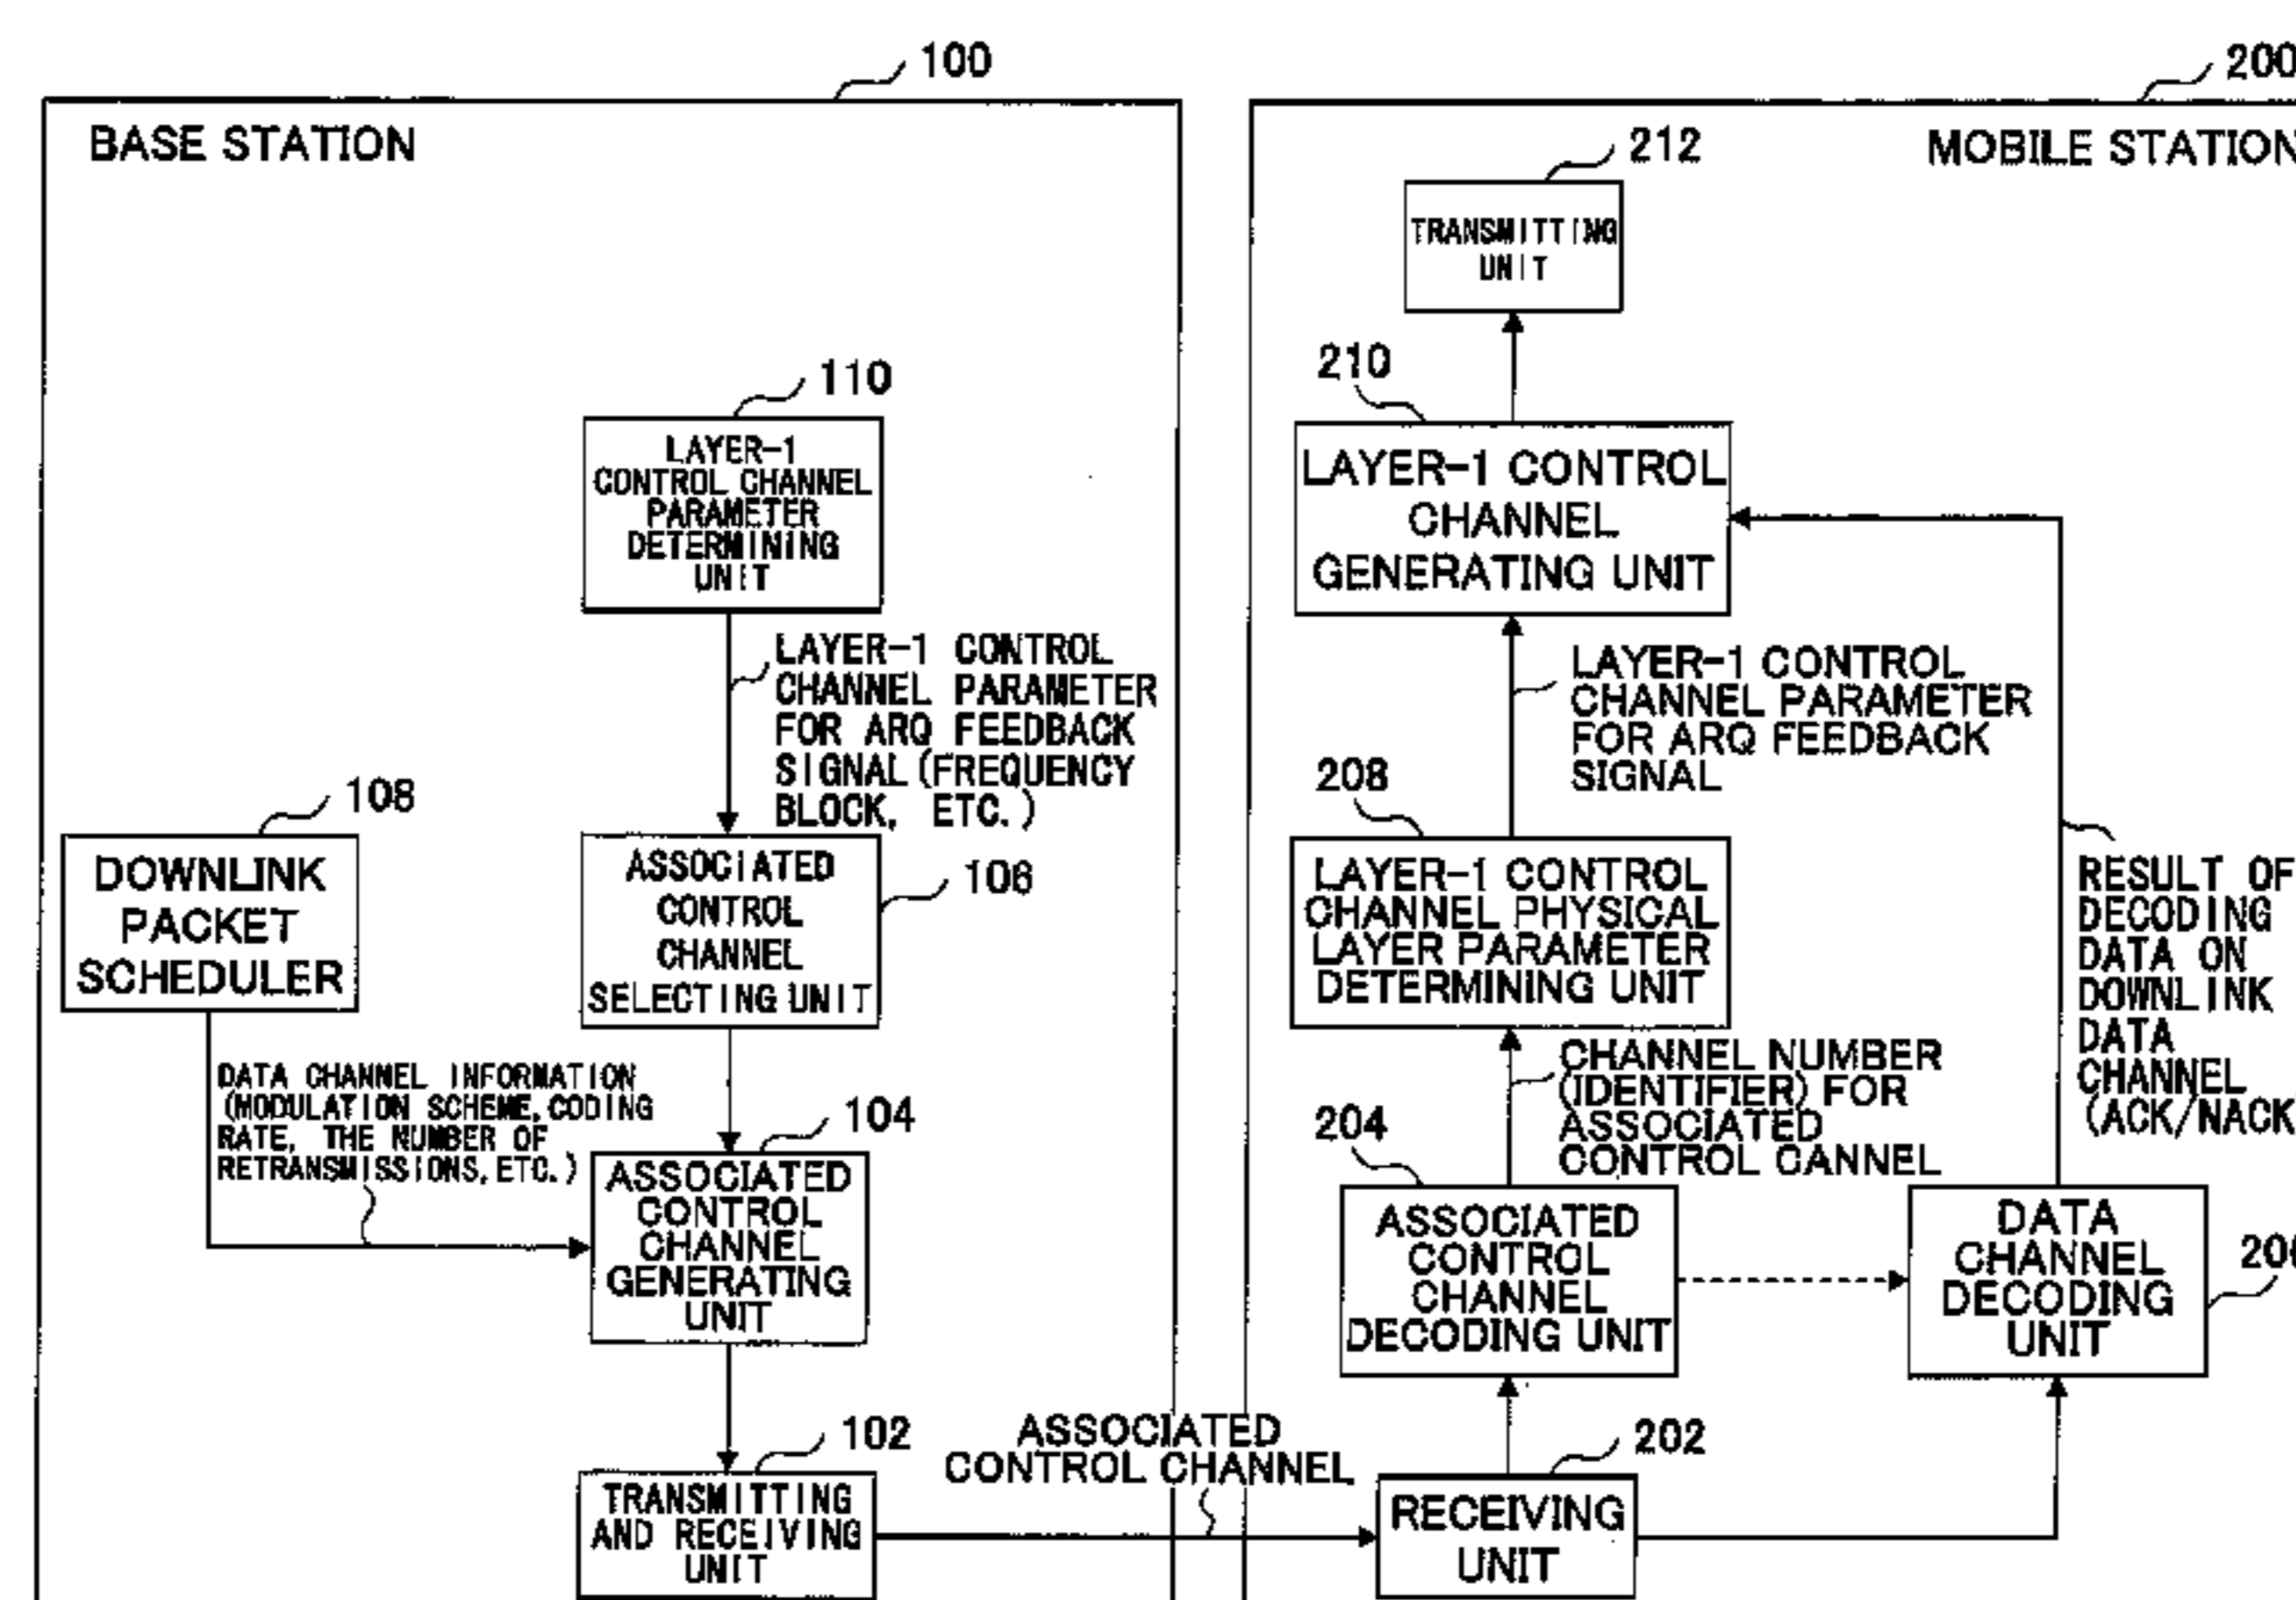 100
BASE STATION
110
LAYER-1
CONTROL CHANNEL
PARAMETER
DETERMINING
UNIT
LAYER-1 CONTROL
CHANNEL PARAMETER
FOR ARQ FEEDBACK
SIGNAL (FREQUENCY
BLOCK, ETC.)
108
DOWNLINK
PACKET
SCHEDULER
ASSOCIATED
CONTROL
CHANNEL
SELECTING UNIT
106
DATA CHANNEL INFORMATION
(MODULATION SCHEME, CODING
RATE, THE NUMBER OF
RETRANSMISSIONS, ETC.)
104
ASSOCIATED
CONTROL
CHANNEL
GENERATING
UNIT
102
TRANSMITTING
AND RECEIVING
UNIT
ASSOCIATED
CONTROL CHANNEL
200
MOBILE STATION
212
TRANSMITTING
UNIT
210
LAYER-1 CONTROL
CHANNEL
GENERATING UNIT
LAYER-1 CONTROL
CHANNEL PARAMETER
FOR ARQ FEEDBACK
SIGNAL
208
LAYER-1 CONTROL
CHANNEL PHYSICAL
LAYER PARAMETER
DETERMINING UNIT
RESULT OF
DECODING
DATA ON
DOWNLINK
DATA
CHANNEL
(ACK/NACK
CHANNEL NUMBER
(IDENTIFIER) FOR
ASSOCIATED
CONTROL CANNEL
204
ASSOCIATED
CONTROL
CHANNEL
DECODING UNIT
DATA
CHANNEL
DECODING
UNIT
202
RECEIVING
UNIT